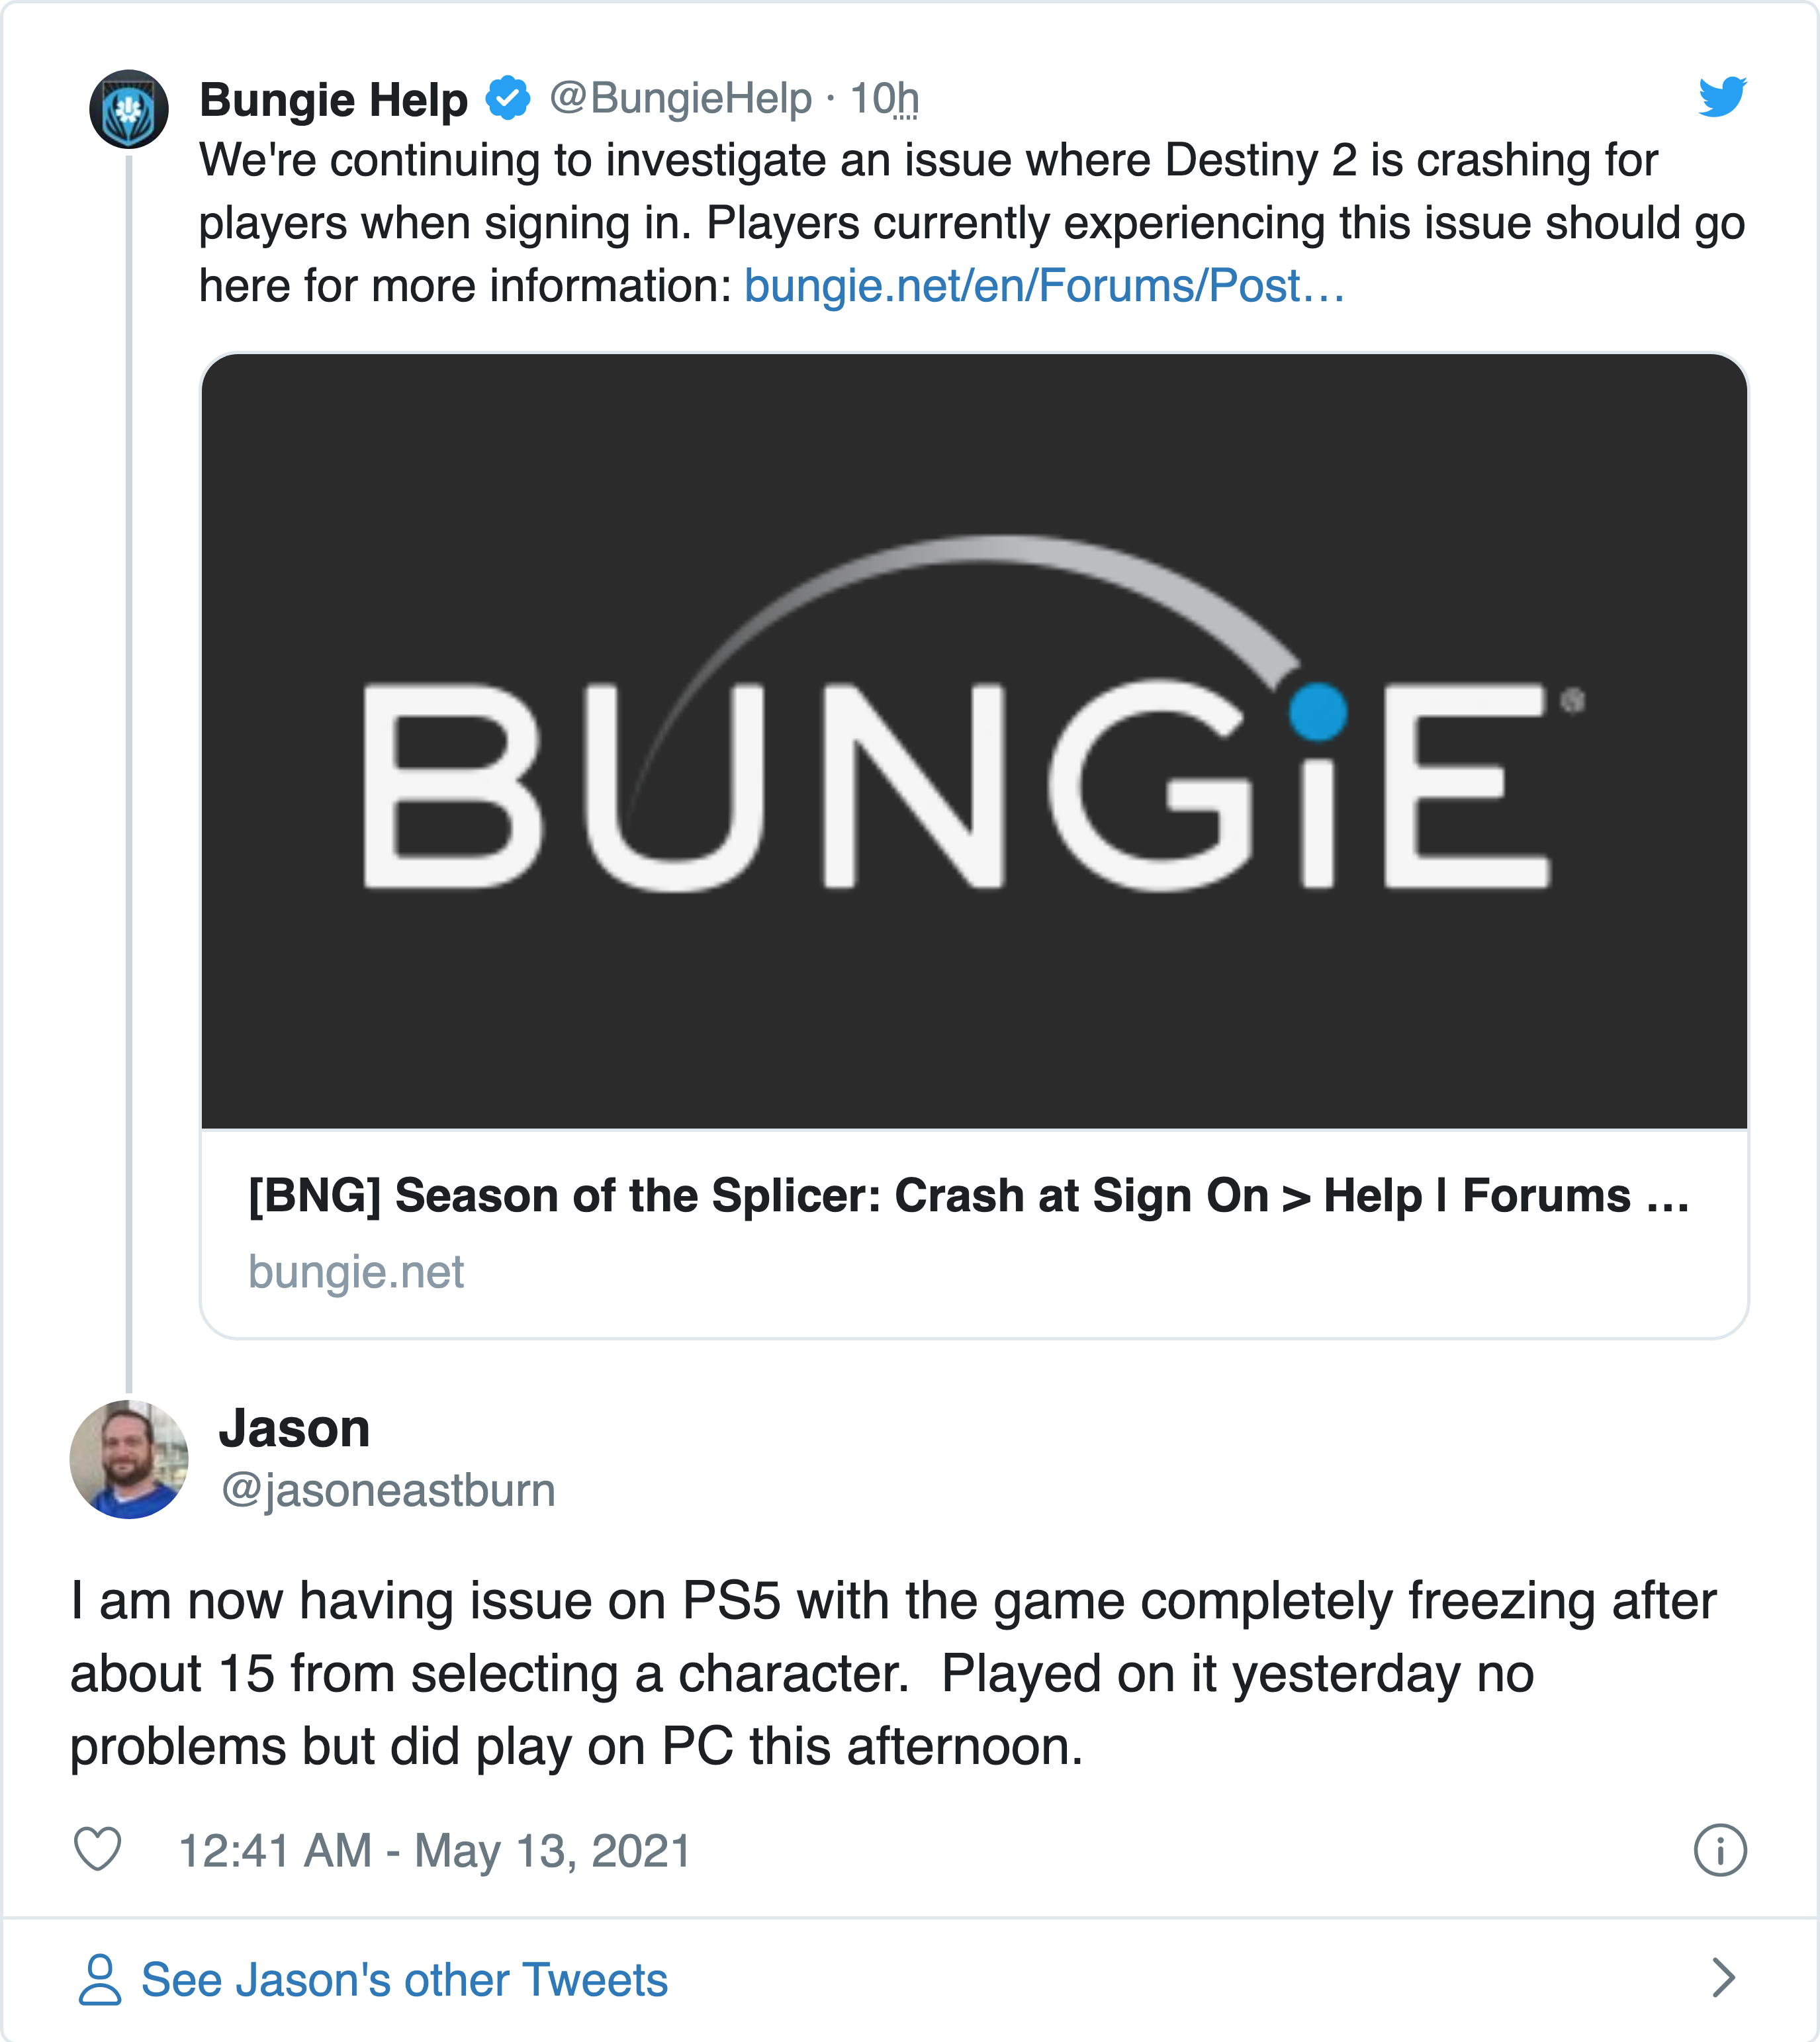 Bungie Help @BungieHelp · 10h
We're continuing to investigate an issue where Destiny 2 is crashing for
players when signing in. Players currently experiencing this issue should go
here for more information: bungie.net/en/Forums/Post…
BUNGiE®
[BNG] Season of the Splicer: Crash at Sign On > Help | Forums ...
bungie.net
Jason
@jasoneastburn
I am now having issue on PS5 with the game completely freezing after
about 15 from selecting a character.  Played on it yesterday no
problems but did play on PC this afternoon.
12:41 AM - May 13, 2021
See Jason's other Tweets